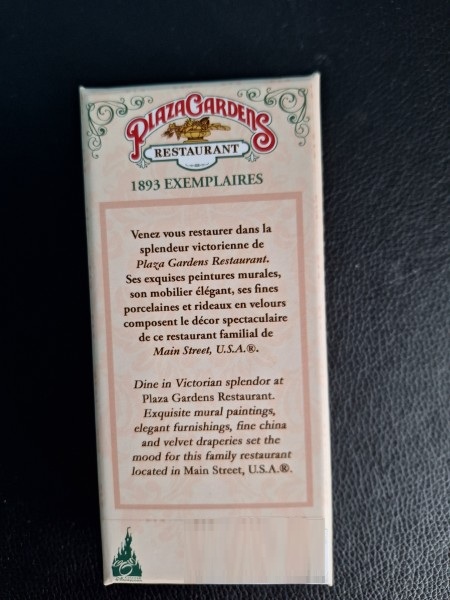 PLAZA GARDENS
RESTAURANT
1893 EXEMPLAIRES
Venez vous restaurer dans la
splendeur victorienne de
Plaza Gardens Restaurant.
Ses exquises peintures murales,
son mobilier élégant, ses fines
porcelaines et rideaux en velours
composent le décor spectaculaire
de ce restaurant familial de
Main Street, U.S.A.®.
Dine in Victorian splendor at
Plaza Gardens Restaurant.
Exquisite mural paintings,
elegant furnishings, fine china
and velvet draperies set the
mood for this family restaurant
located in Main Street, U.S.A.®.